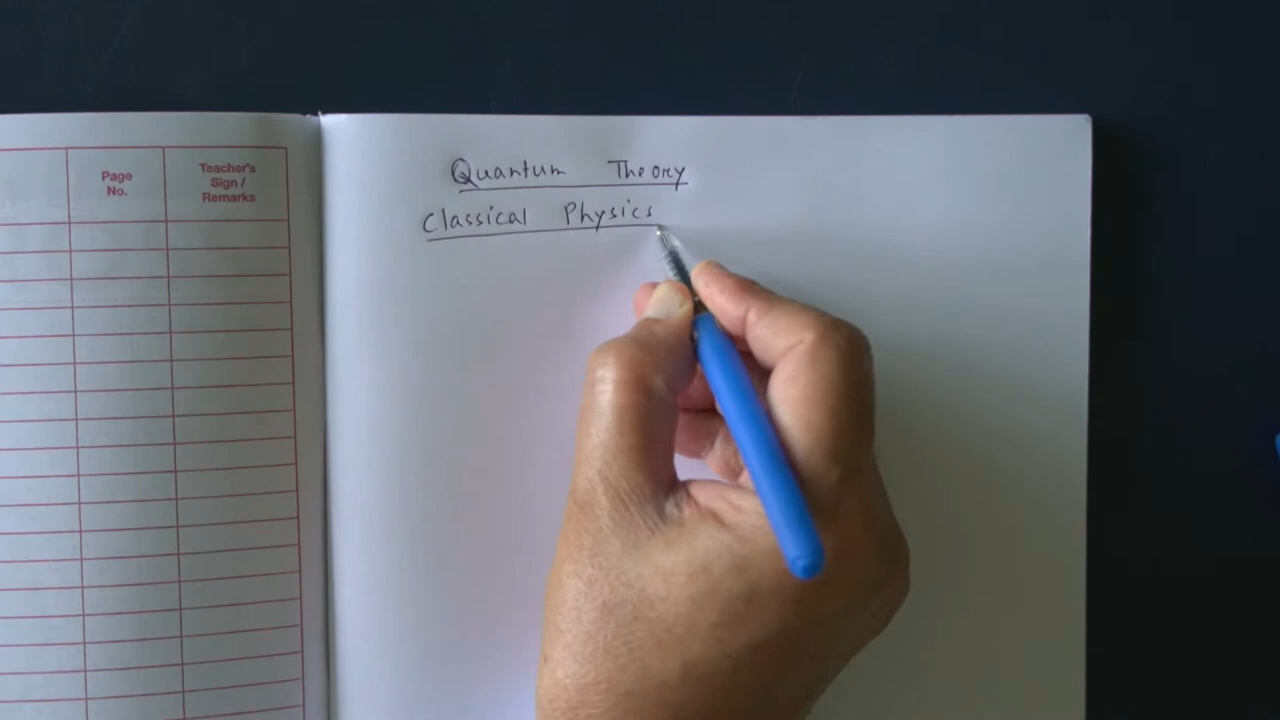 Page
No.
Teacher's
Sign /
Remarks
Quantum Theory
Classical Physics